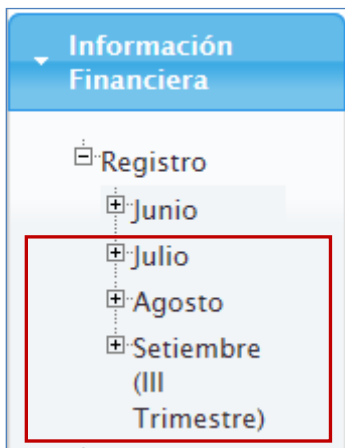 Información
Financiera
Registro
Junio
Julio
Agosto
Setiembre
(III
Trimestre)